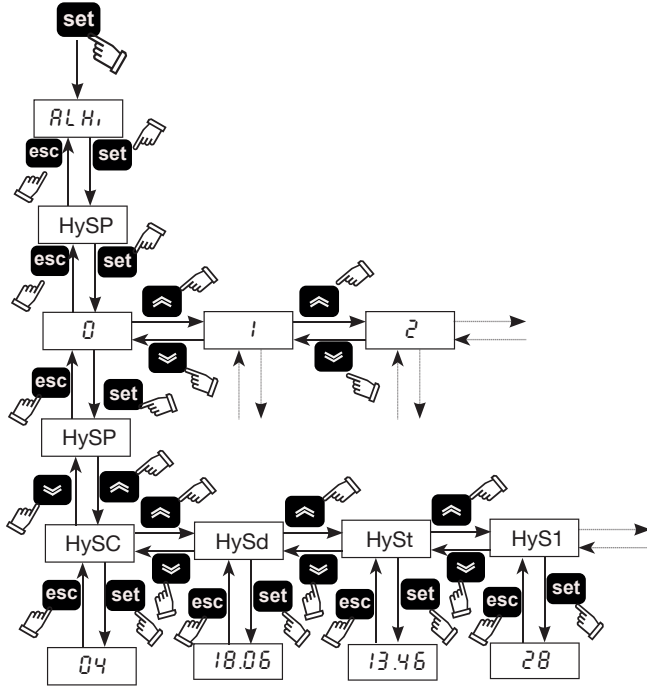 set
ALHi
esc set
HySP
esc set
0 1 2
esc set
HySP
HySC HySd HySt HyS1
esc set esc set esc set esc set
04 18.06 13.46 28